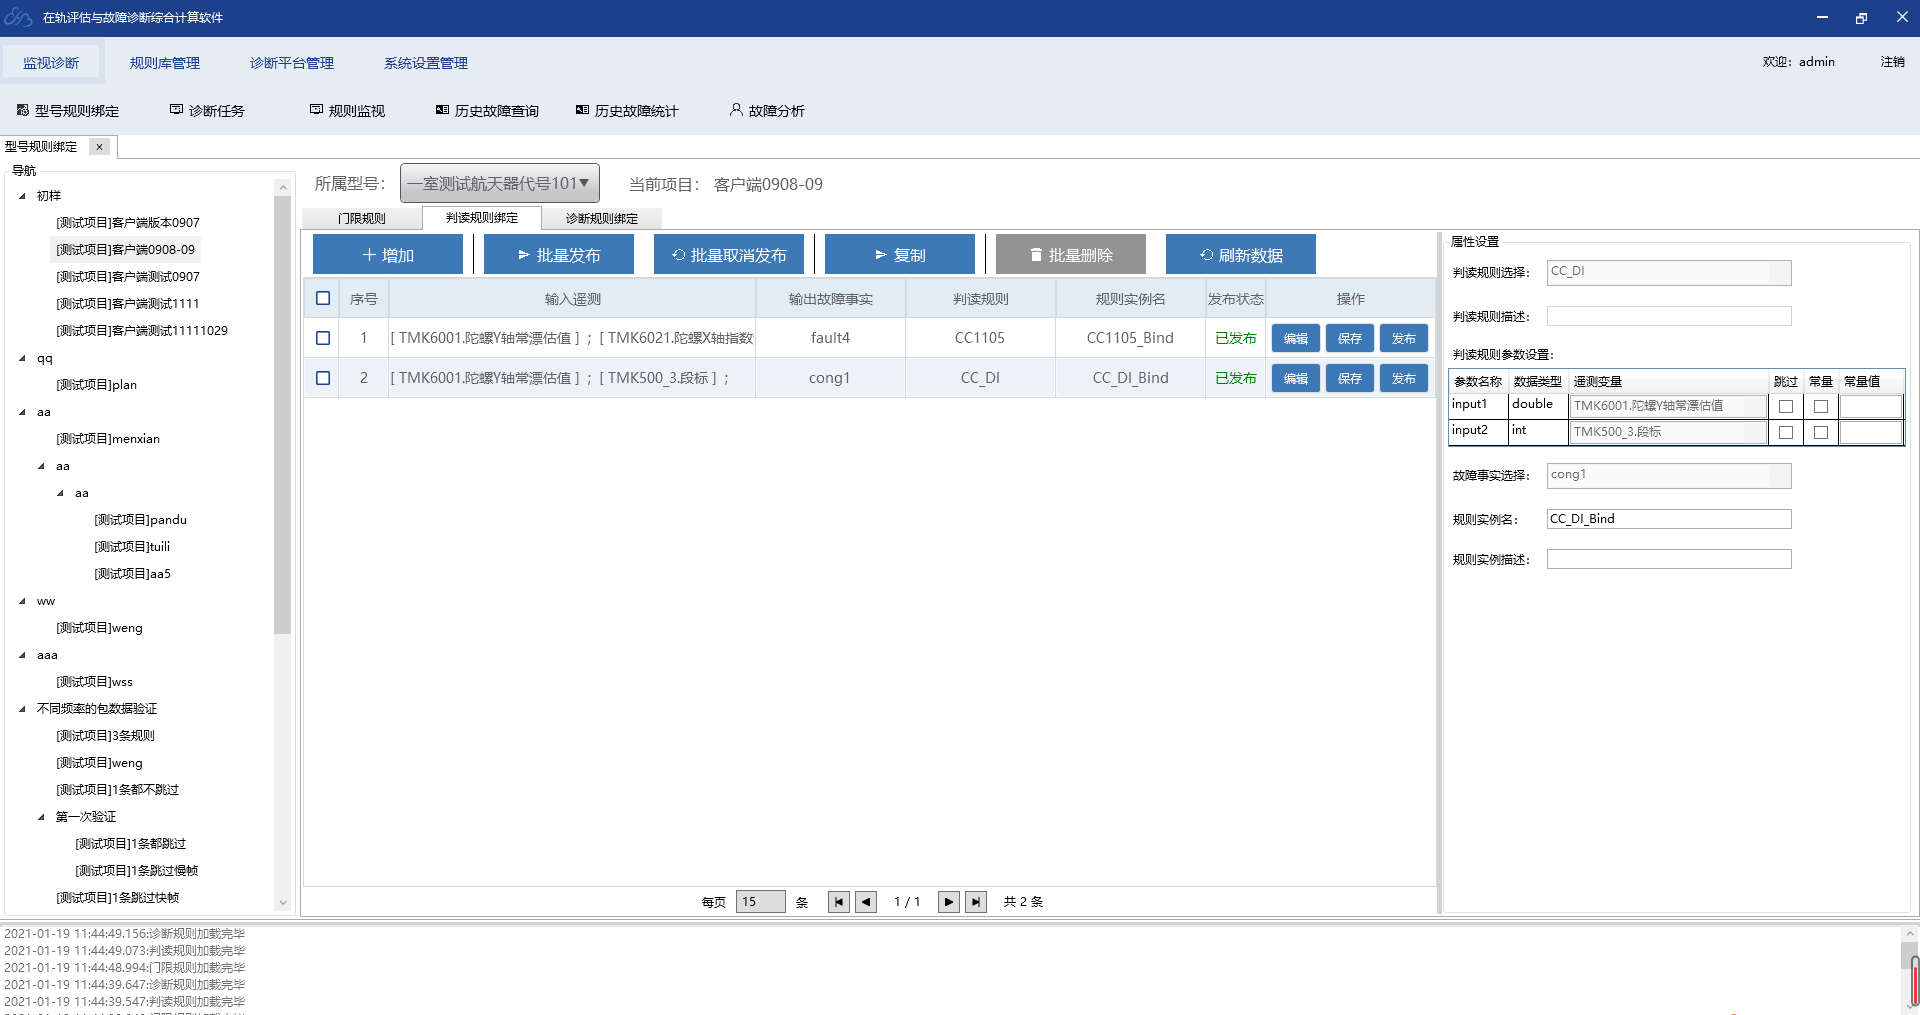 在轨评估与故障诊断综合计算软件
监视诊断 规则库管理 诊断平台管理 系统设置管理 欢迎：admin 注销
型号规则绑定 诊断任务 规则监视 历史故障查询 历史故障统计 故障分析
型号规则绑定 x
导航
初样
[测试项目]客户端版本0907
[测试项目]客户端0908-09
[测试项目]客户端测试0907
[测试项目]客户端测试1111
[测试项目]客户端测试11111029
qq
[测试项目]plan
aa
[测试项目]menxian
aa
aa
[测试项目]pandu
[测试项目]tuili
[测试项目]aa5
ww
[测试项目]weng
aaa
[测试项目]wss
不同频率的包数据验证
[测试项目]3条规则
[测试项目]weng
[测试项目]1条都不跳过
第一次验证
[测试项目]1条都跳过
[测试项目]1条跳过慢帧
[测试项目]1条跳过快帧
所属型号： 一室测试航天器代号101 当前项目： 客户端0908-09
门限规则 判读规则绑定 诊断规则绑定
增加 批量发布 批量取消发布 复制 批量删除 刷新数据
序号 输入遥测 输出故障事实 判读规则 规则实例名 发布状态 操作
1 [ TMK6001.陀螺Y轴常漂估值 ] ；[ TMK6021.陀螺X轴指数 fault4 CC1105 CC1105_Bind 已发布 编辑 保存 发布
2 [ TMK6001.陀螺Y轴常漂估值 ] ；[ TMK500_3.段标 ] ； cong1 CC_DI CC_DI_Bind 已发布 编辑 保存 发布
每页 15 条 1 / 1 共 2 条
属性设置
判读规则选择： CC_DI
判读规则描述：
判读规则参数设置：
参数名称 数据类型 遥测变量 跳过 常量 常量值
input1 double TMK6001.陀螺Y轴常漂估值
input2 int TMK500_3.段标
故障事实选择： cong1
规则实例名： CC_DI_Bind
规则实例描述：
2021-01-19 11:44:49.156:诊断规则加载完毕
2021-01-19 11:44:49.073:判读规则加载完毕
2021-01-19 11:44:48.994:门限规则加载完毕
2021-01-19 11:44:39.647:诊断规则加载完毕
2021-01-19 11:44:39.547:判读规则加载完毕